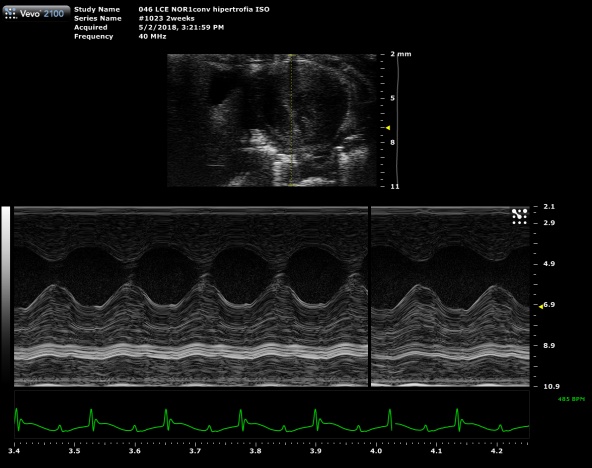 Vevo 2100
Study Name 046 LCE NOR1conv hipertrofia ISO
Series Name #1023 2weeks
Acquired 5/2/2018, 3:21:59 PM
Frequency 40 MHz
2 mm
5
8
11
2.1
2.9
4.9
6.9
8.9
10.9
485 BPM
3.4 3.5 3.6 3.7 3.8 3.9 4.0 4.1 4.2